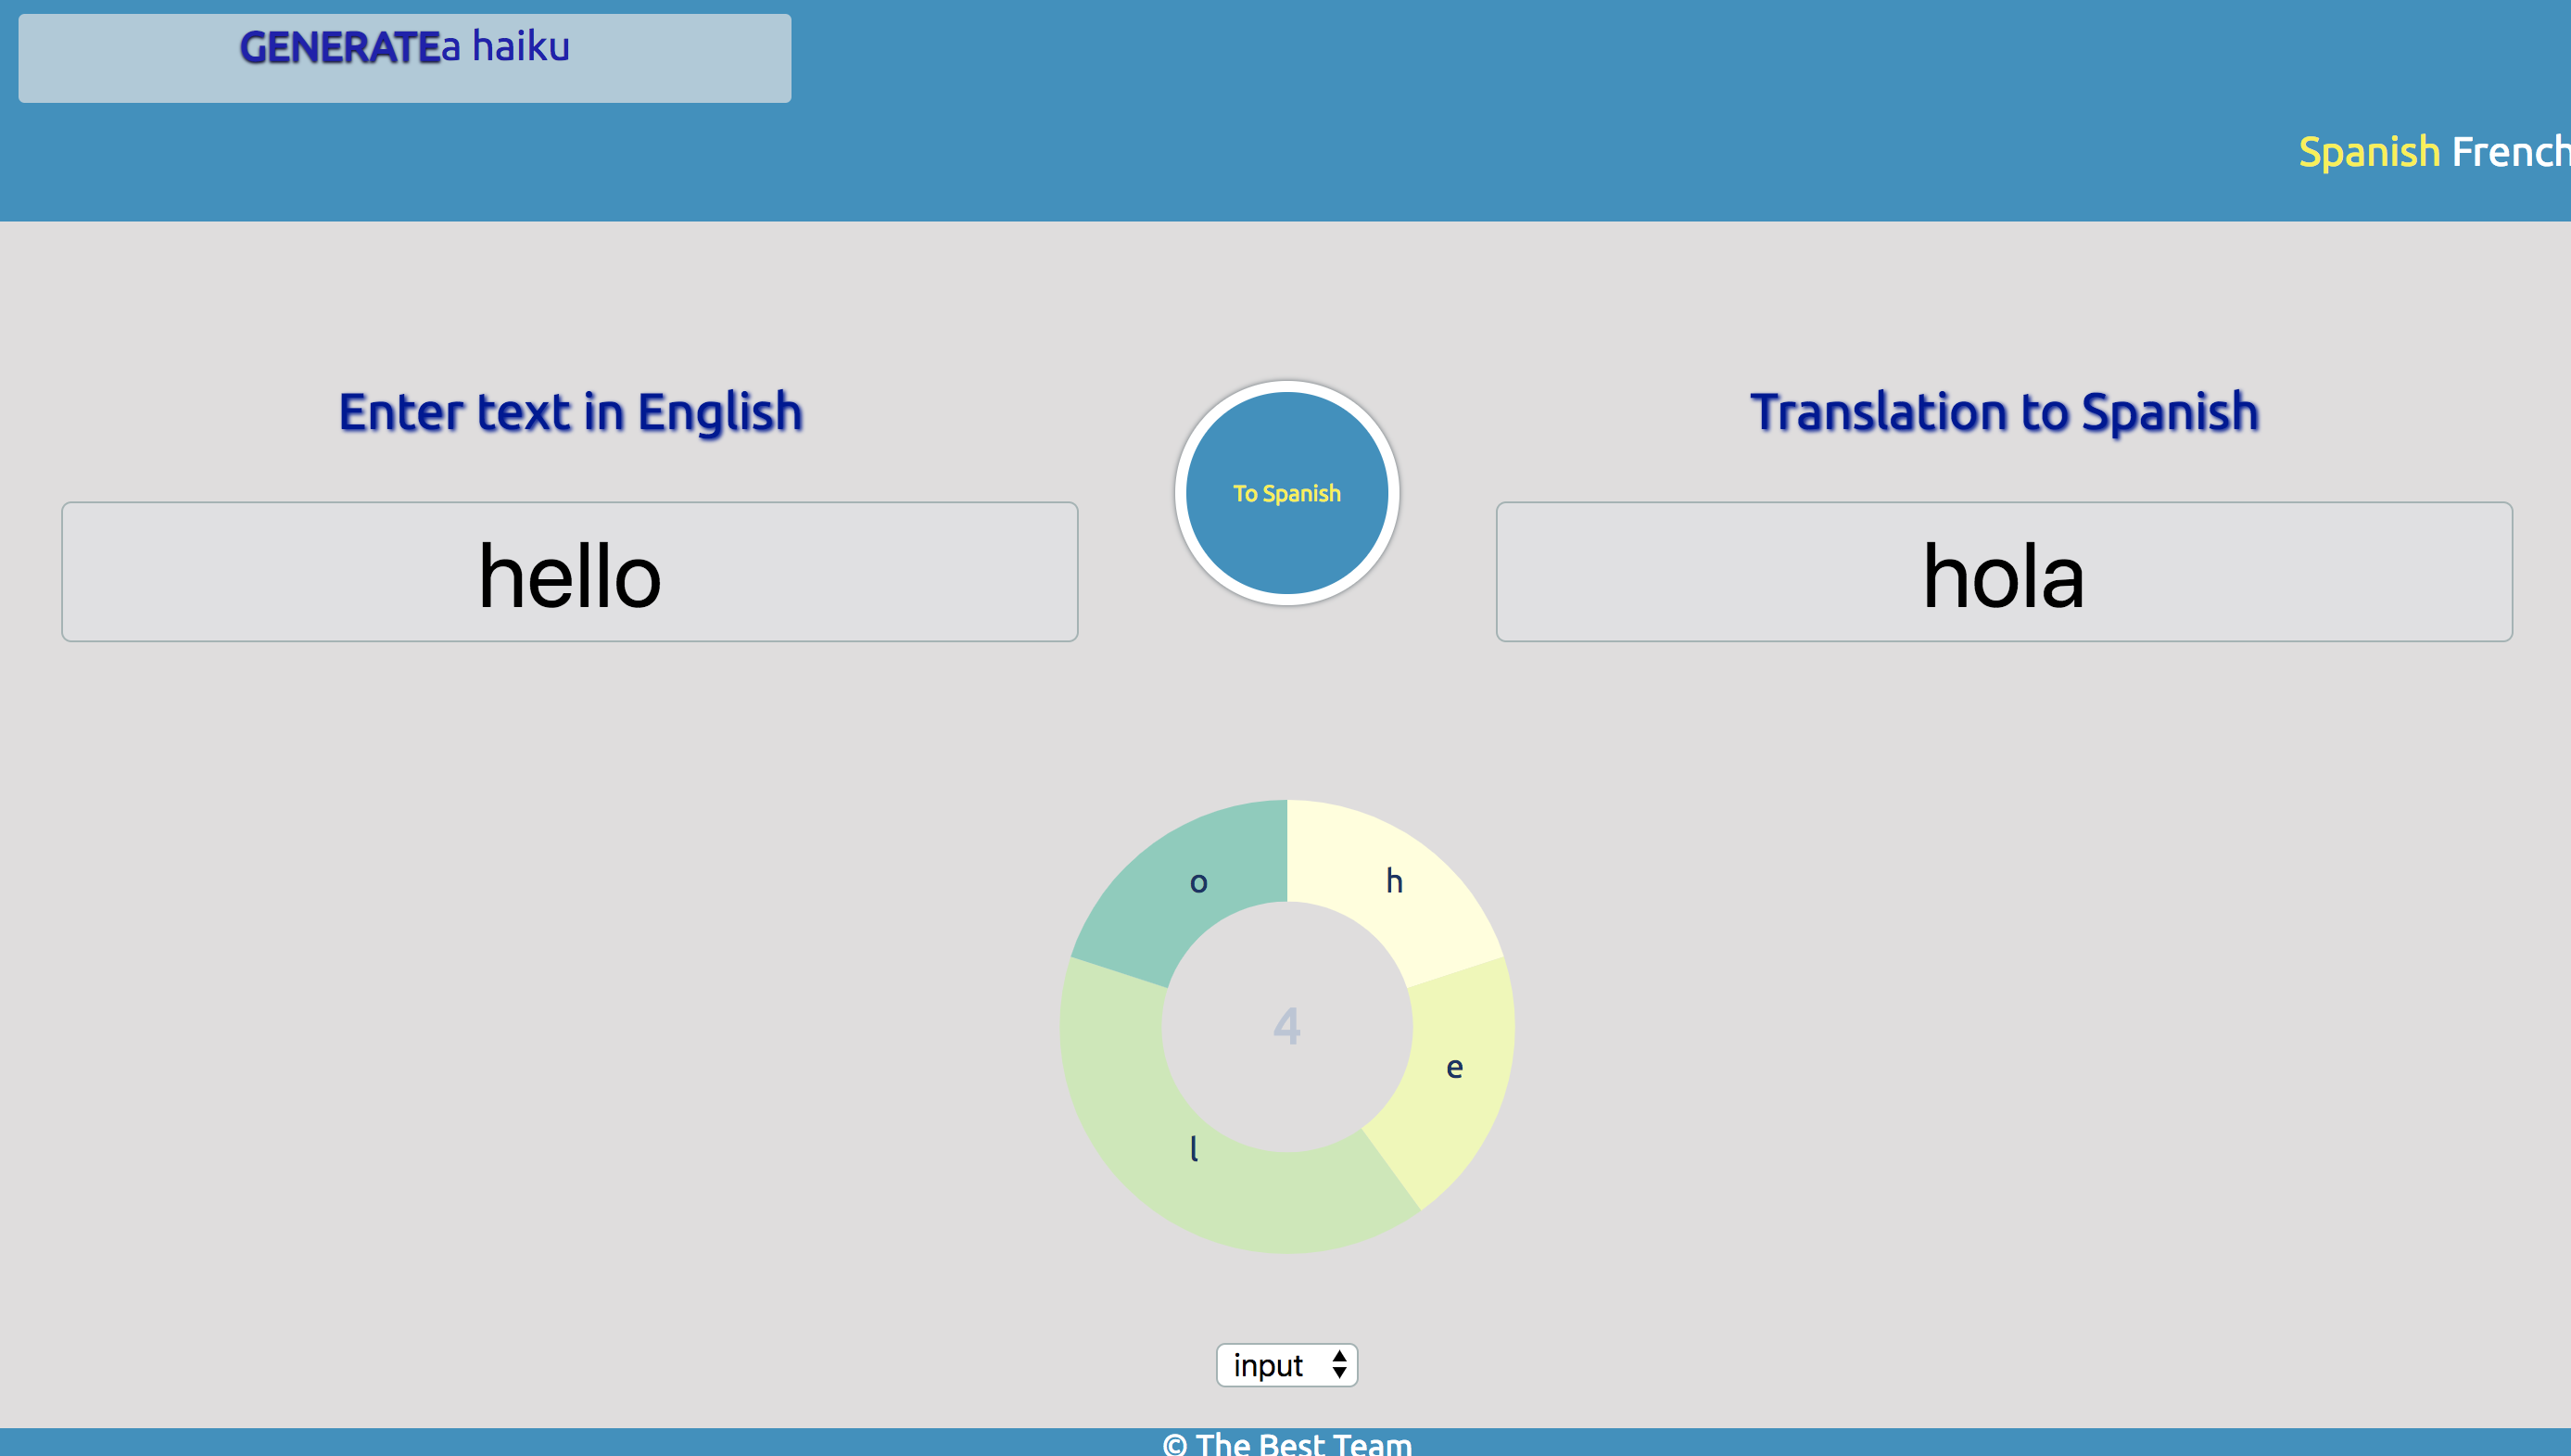 GENERATEa haiku
Spanish French
Enter text in English
To Spanish
Translation to Spanish
hello
hola
o
h
4
e
l
input
© The Best Team